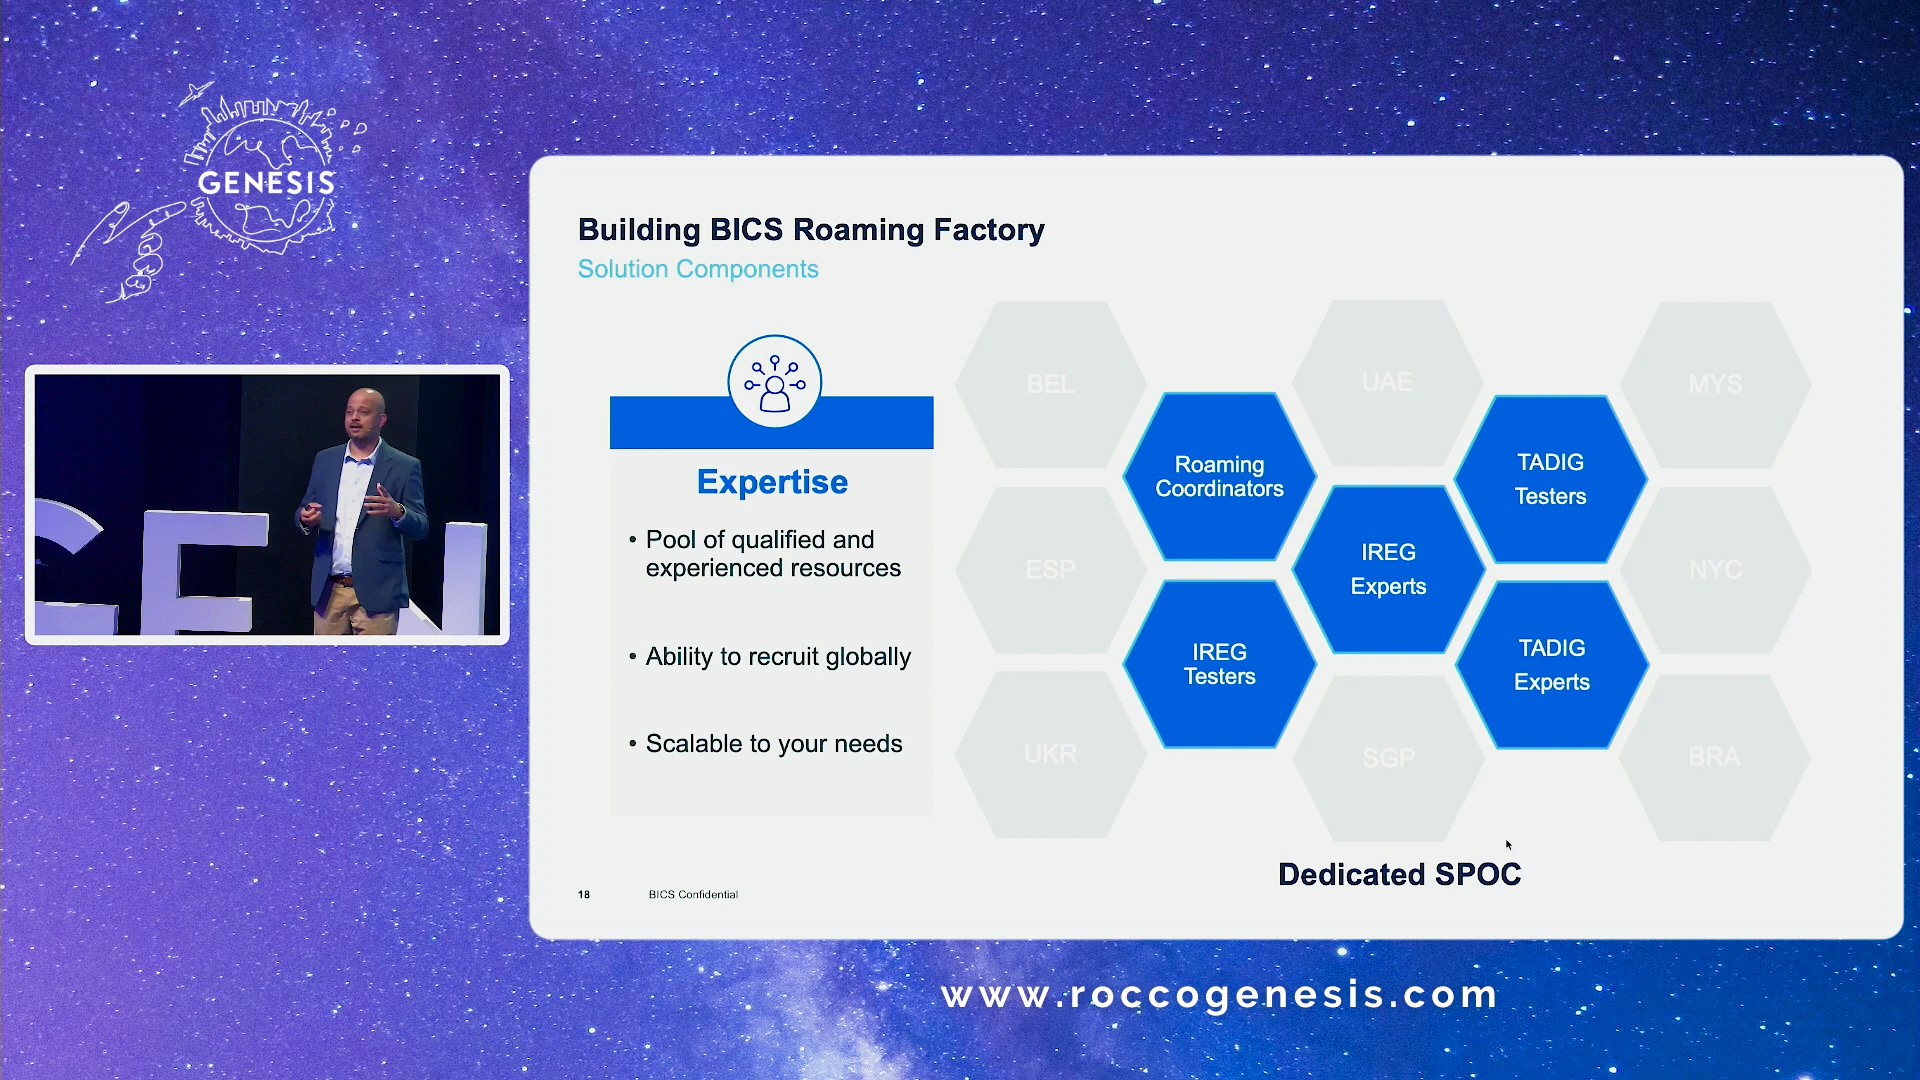 GENESIS
Building BICS Roaming Factory
Solution Components
Expertise
• Pool of qualified and
experienced resources
• Ability to recruit globally
• Scalable to your needs
BEL
UAE
MYS
Roaming
Coordinators
TADIG
Testers
ESP
IREG
Experts
NYC
IREG
Testers
TADIG
Experts
UKR
SGP
BRA
Dedicated SPOC
18
BICS Confidential
GEN
www.roccogenesis.com